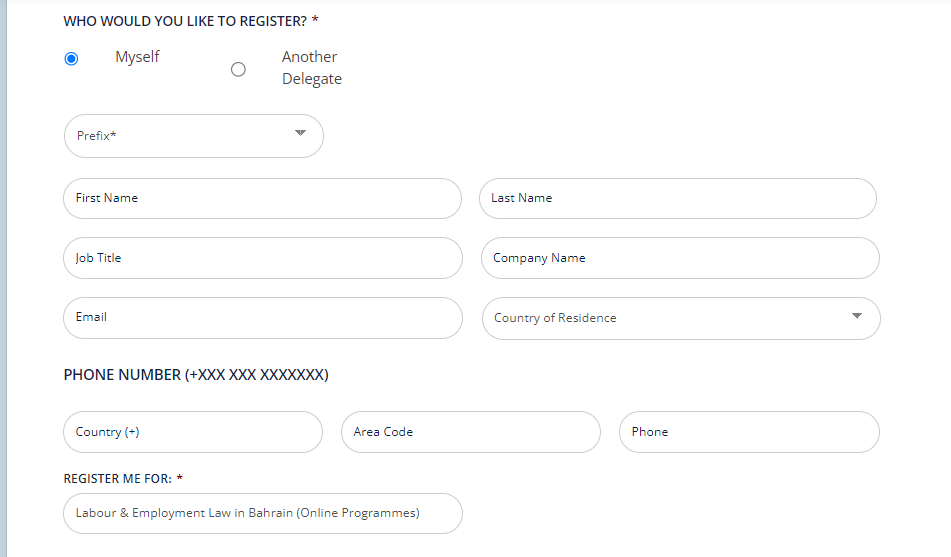 WHO WOULD YOU LIKE TO REGISTER? *
Myself
Another
Delegate
Prefix*
First Name
Last Name
Job Title
Company Name
Email
Country of Residence
PHONE NUMBER (+XXX XXX XXXXXXX)
Country (+)
Area Code
Phone
REGISTER ME FOR: *
Labour & Employment Law in Bahrain (Online Programmes)